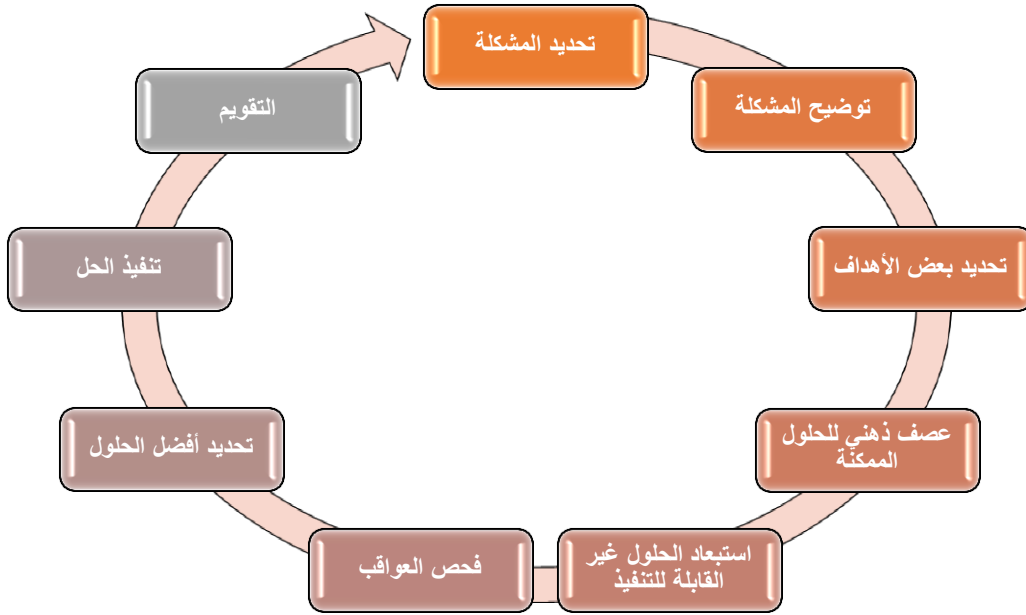 تحديد المشكلة
توضيح المشكلة
تحديد بعض الأهداف
عصف ذهني للحلول
الممكنة
استبعاد الحلول غير
القابلة للتنفيذ
فحص العواقب
تحديد أفضل الحلول
تنفيذ الحل
التقويم